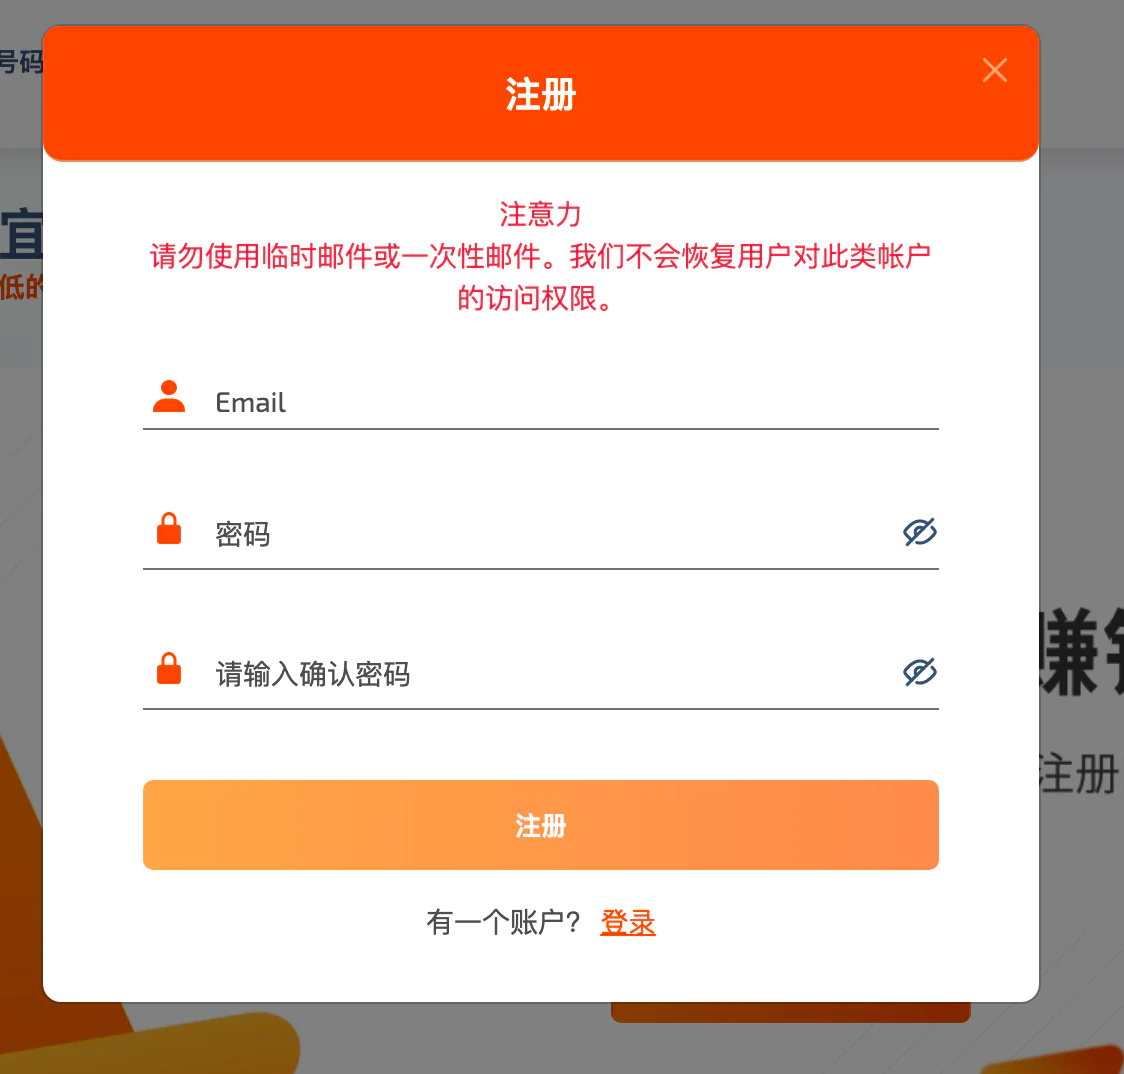 号码
注册
宜
低的
注意力
请勿使用临时邮件或一次性邮件。我们不会恢复用户对此类帐户
的访问权限。
Email
密码
请输入确认密码
赚
注册
注册
有一个账户? 登录